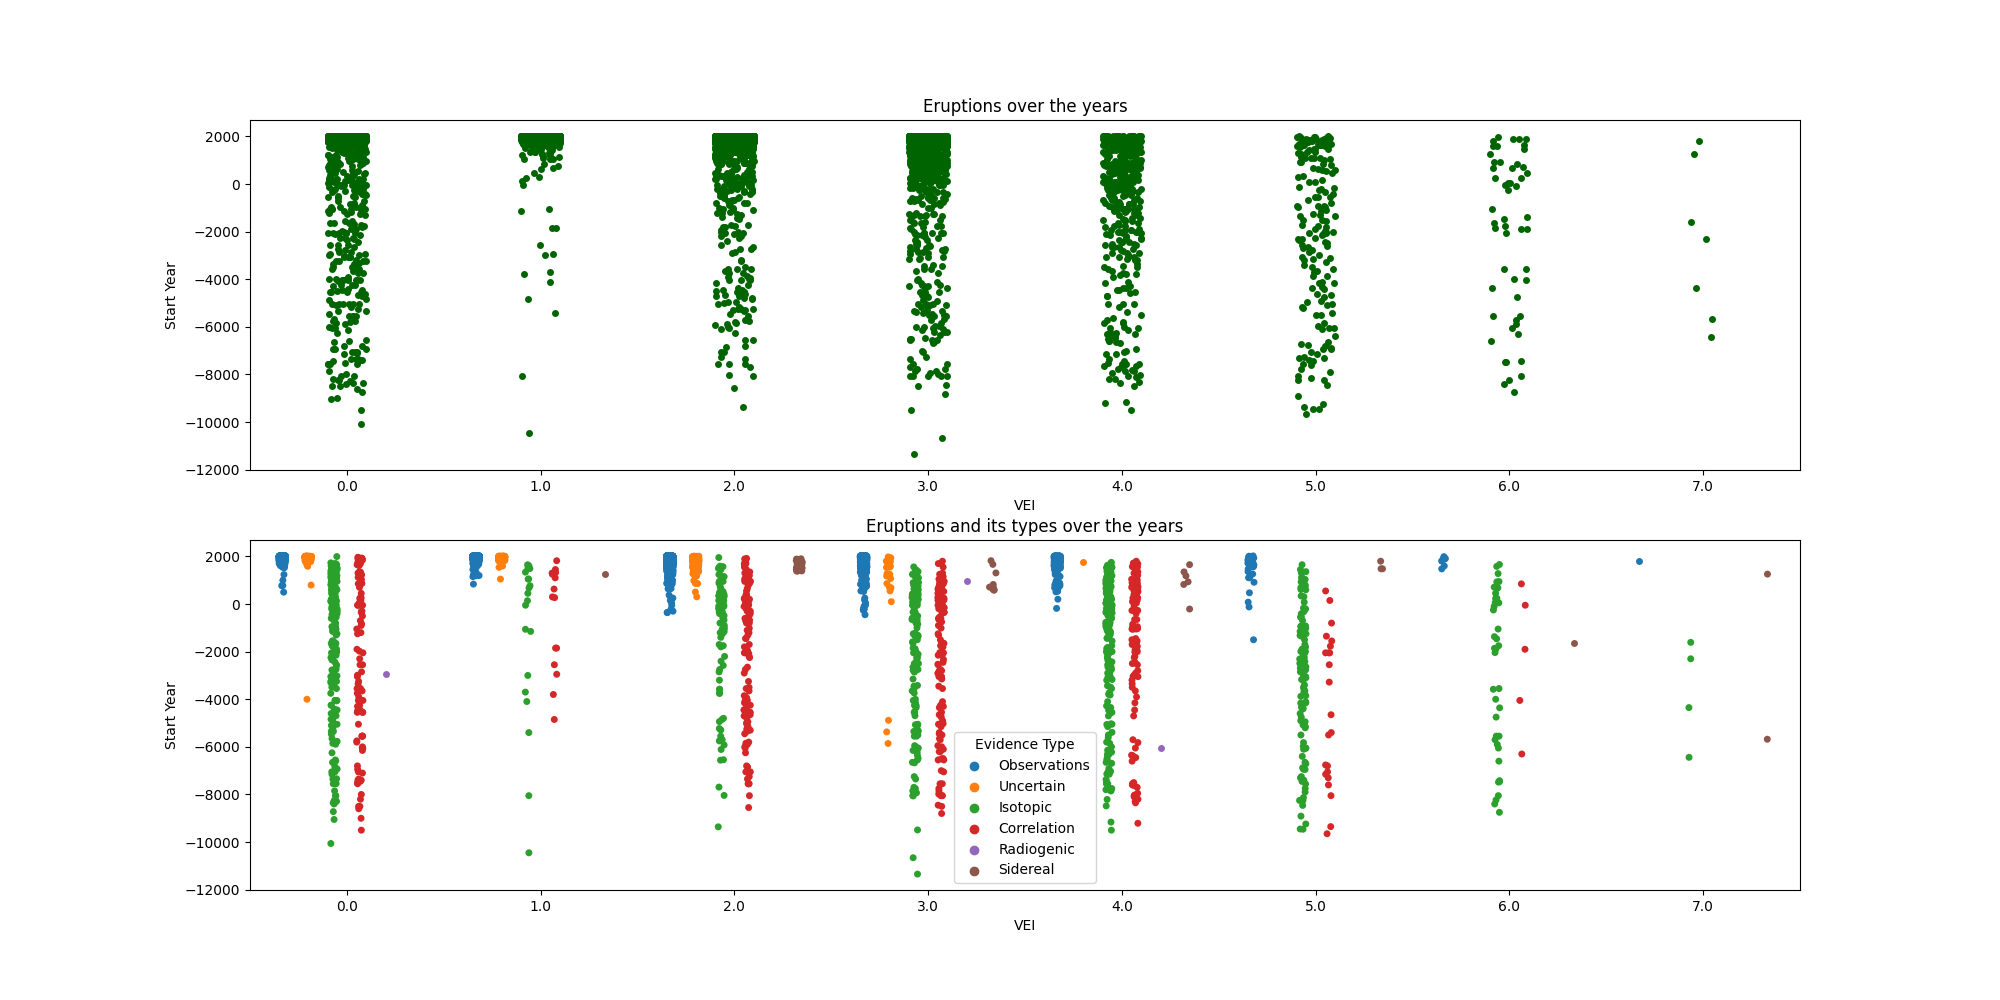 Eruptions over the years
2000
0
−2000
−4000
−6000
−8000
−10000
−12000
Start Year
0.0 1.0 2.0 3.0 4.0 5.0 6.0 7.0
VEI
Eruptions and its types over the years
2000
0
−2000
−4000
−6000
−8000
−10000
−12000
Start Year
Evidence Type
Observations
Uncertain
Isotopic
Correlation
Radiogenic
Sidereal
0.0 1.0 2.0 3.0 4.0 5.0 6.0 7.0
VEI